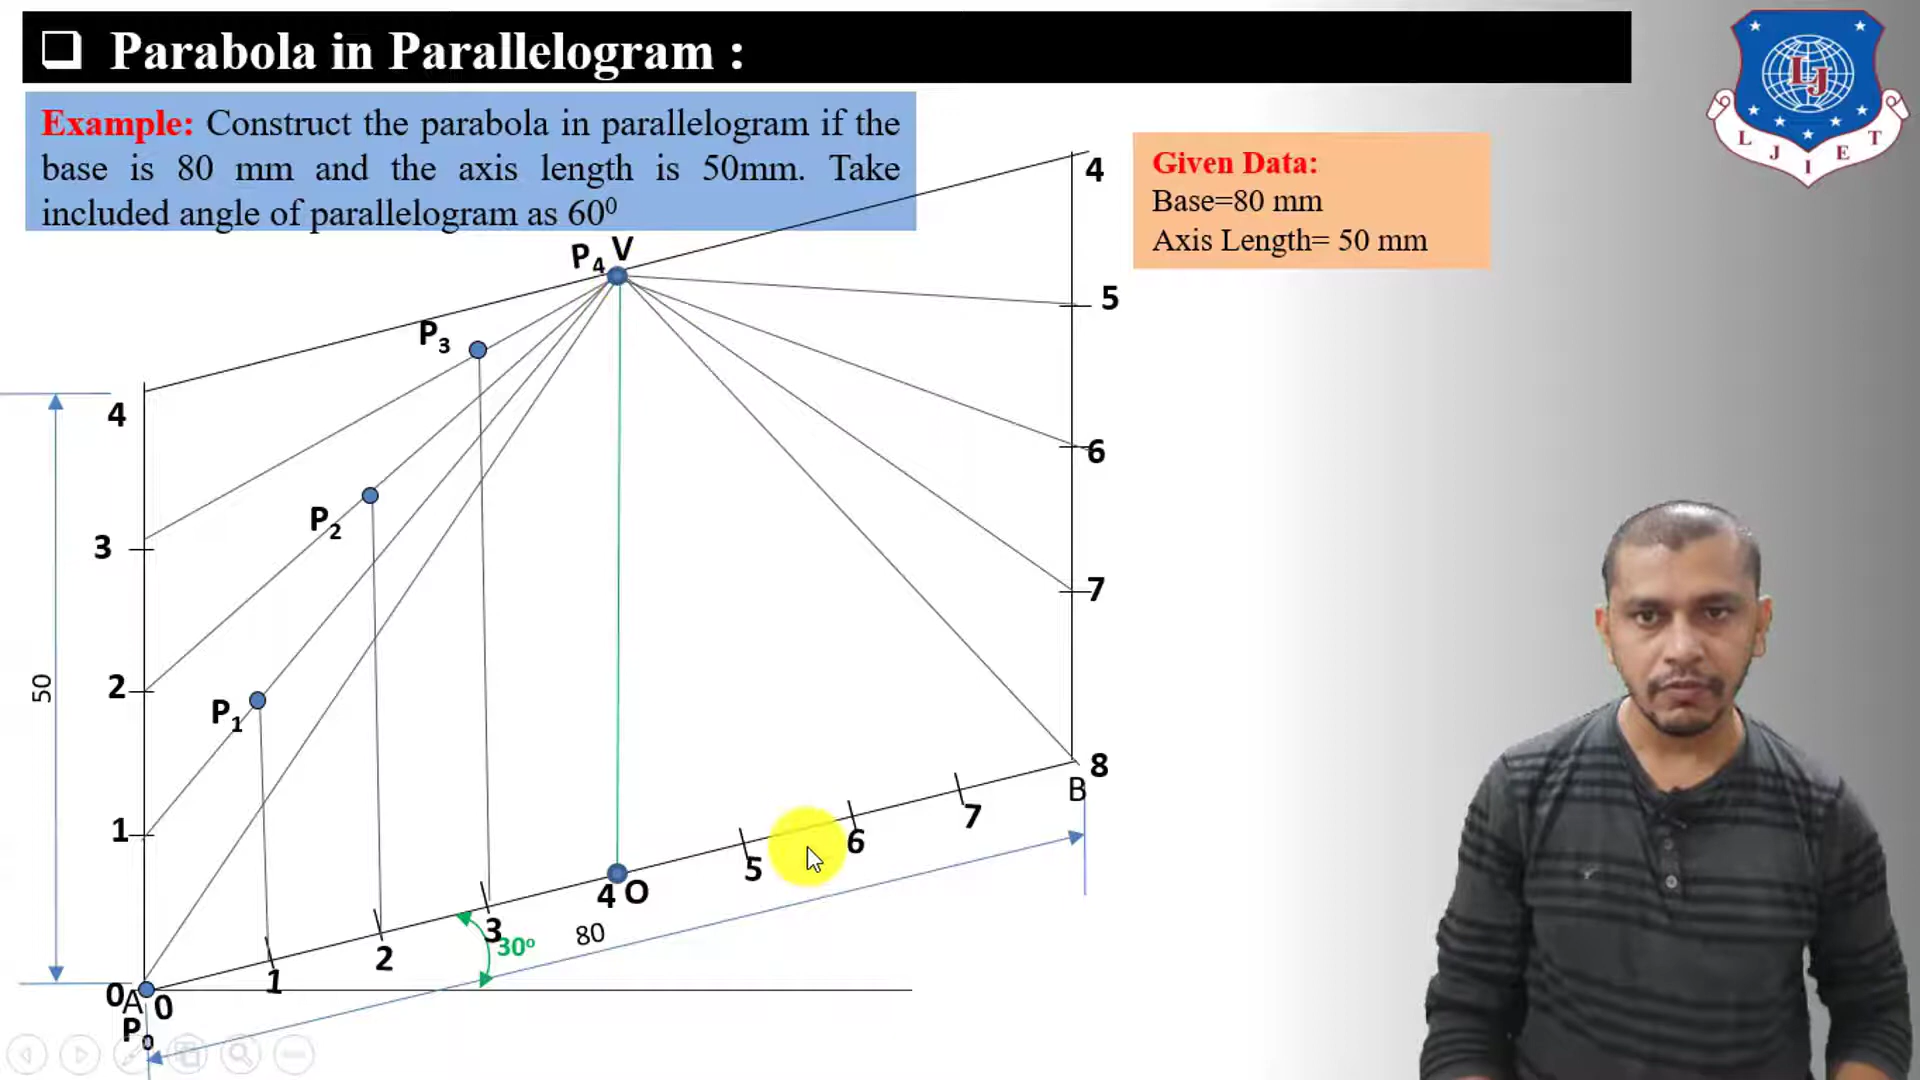 ❑ Parabola in Parallelogram :
Example: Construct the parabola in parallelogram if the
base is 80 mm and the axis length is 50mm. Take
included angle of parallelogram as 60⁰
Given Data:
Base=80 mm
Axis Length= 50 mm
LJ
L J I E T
4
P₄ V
5
P₃
4
6
P₂
3
7
50
2
P₁
8
B
1
7
6
5
4 O
3
80
30⁰
2
1
0
A
0
P₀